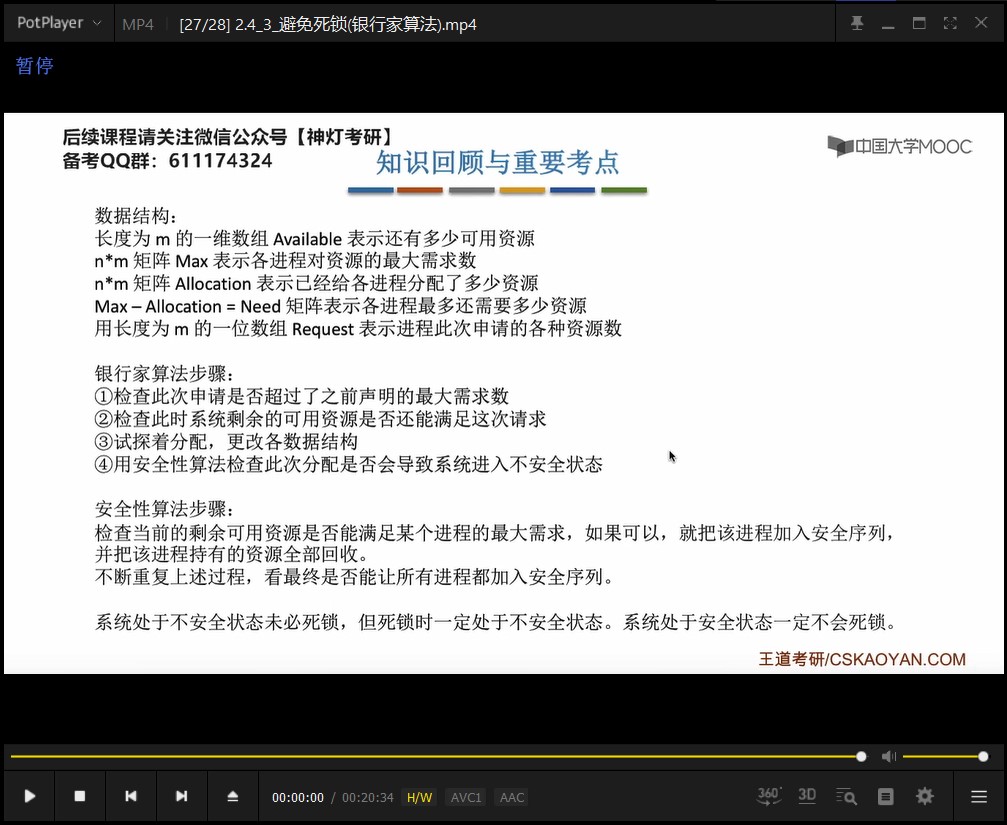 PotPlayer
MP4
[27/28] 2.4_3_避免死锁(银行家算法).mp4
暂停
后续课程请关注微信公众号【神灯考研】
备考QQ群：611174324
知识回顾与重要考点
中国大学MOOC
数据结构：
长度为 m 的一维数组 Available 表示还有多少可用资源
n*m 矩阵 Max 表示各进程对资源的最大需求数
n*m 矩阵 Allocation 表示已经给各进程分配了多少资源
Max – Allocation = Need 矩阵表示各进程最多还需要多少资源
用长度为 m 的一位数组 Request 表示进程此次申请的各种资源数
银行家算法步骤：
①检查此次申请是否超过了之前声明的最大需求数
②检查此时系统剩余的可用资源是否还能满足这次请求
③试探着分配，更改各数据结构
④用安全性算法检查此次分配是否会导致系统进入不安全状态
安全性算法步骤：
检查当前的剩余可用资源是否能满足某个进程的最大需求，如果可以，就把该进程加入安全序列，
并把该进程持有的资源全部回收。
不断重复上述过程，看最终是否能让所有进程都加入安全序列。
系统处于不安全状态未必死锁，但死锁时一定处于不安全状态。系统处于安全状态一定不会死锁。
王道考研/CSKAOYAN.COM
00:00:00 / 00:20:34 H/W AVC1 AAC
360° 3D